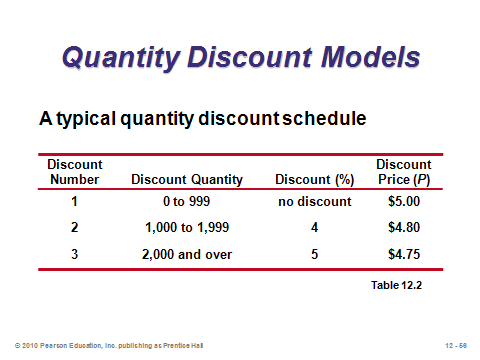 Quantity Discount Models
A typical quantity discount schedule
Discount Number Discount Quantity Discount (%) Discount Price (P)
1 0 to 999 no discount $5.00
2 1,000 to 1,999 4 $4.80
3 2,000 and over 5 $4.75
Table 12.2
© 2010 Pearson Education, Inc. publishing as Prentice Hall 12 - 56